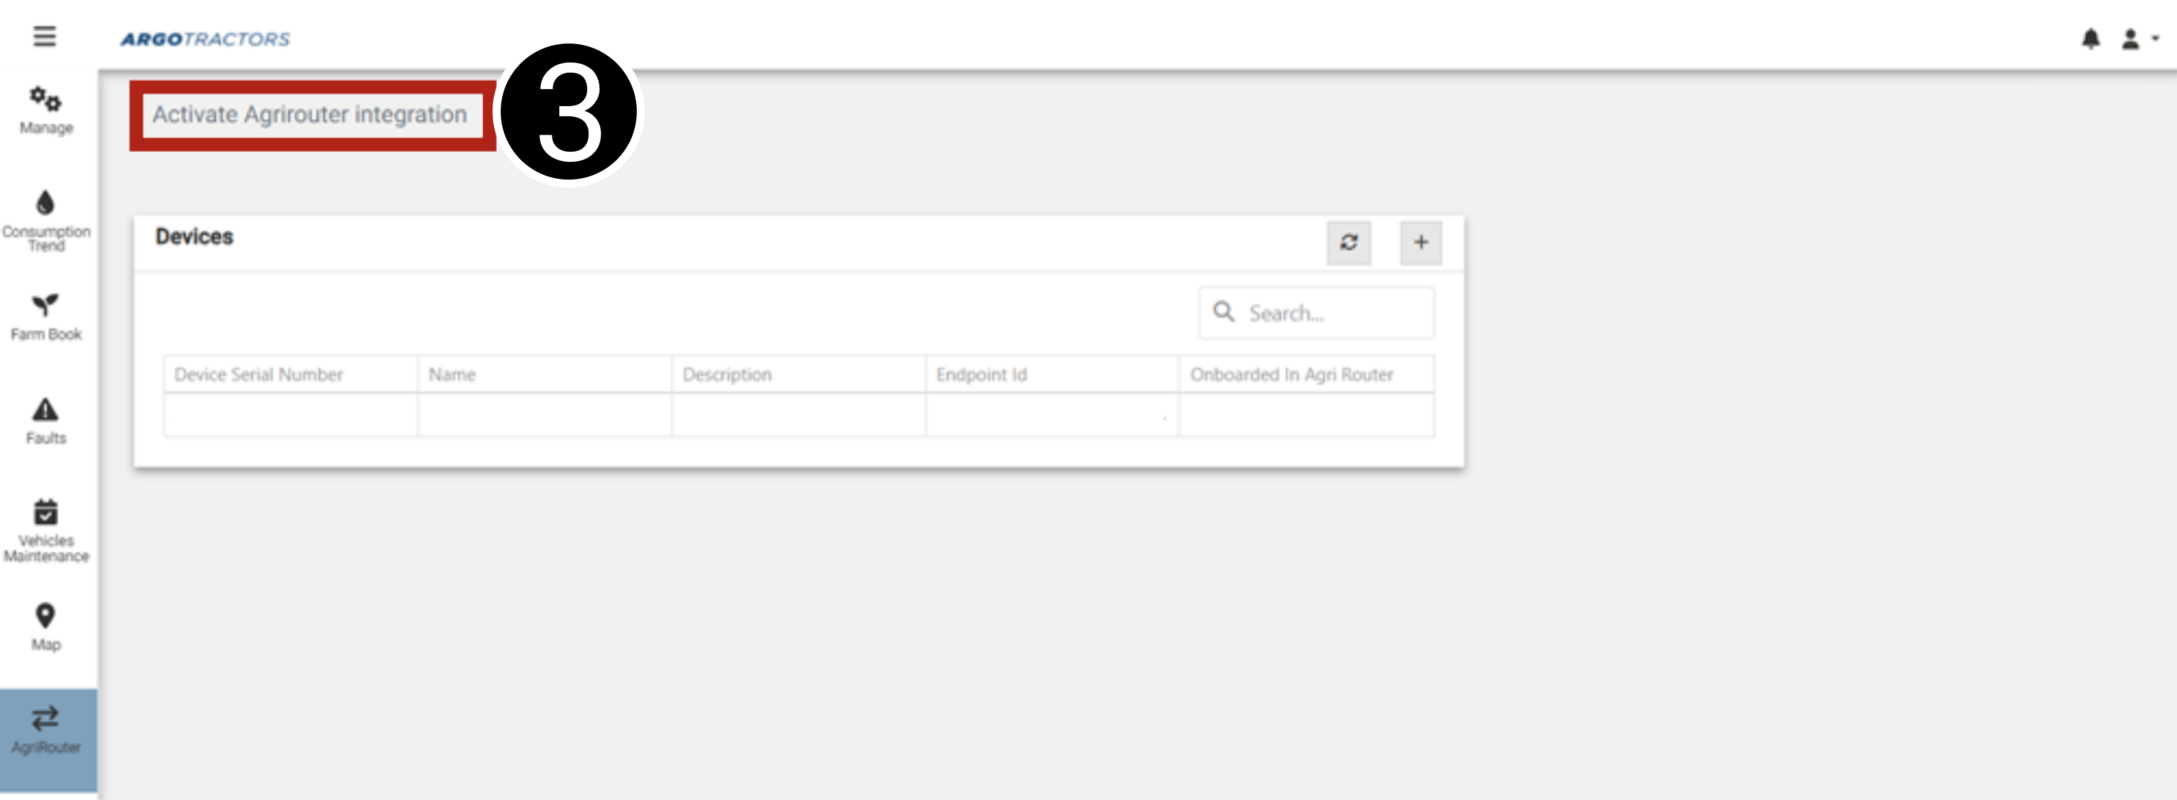 ARGOTRACTORS
Activate Agrirouter integration
3
Manage
Consumption
Trend
Farm Book
Faults
Vehicles
Maintenance
Map
AgriRouter
Devices
+
Search...
Device Serial Number Name Description Endpoint Id Onboarded In Agri Router